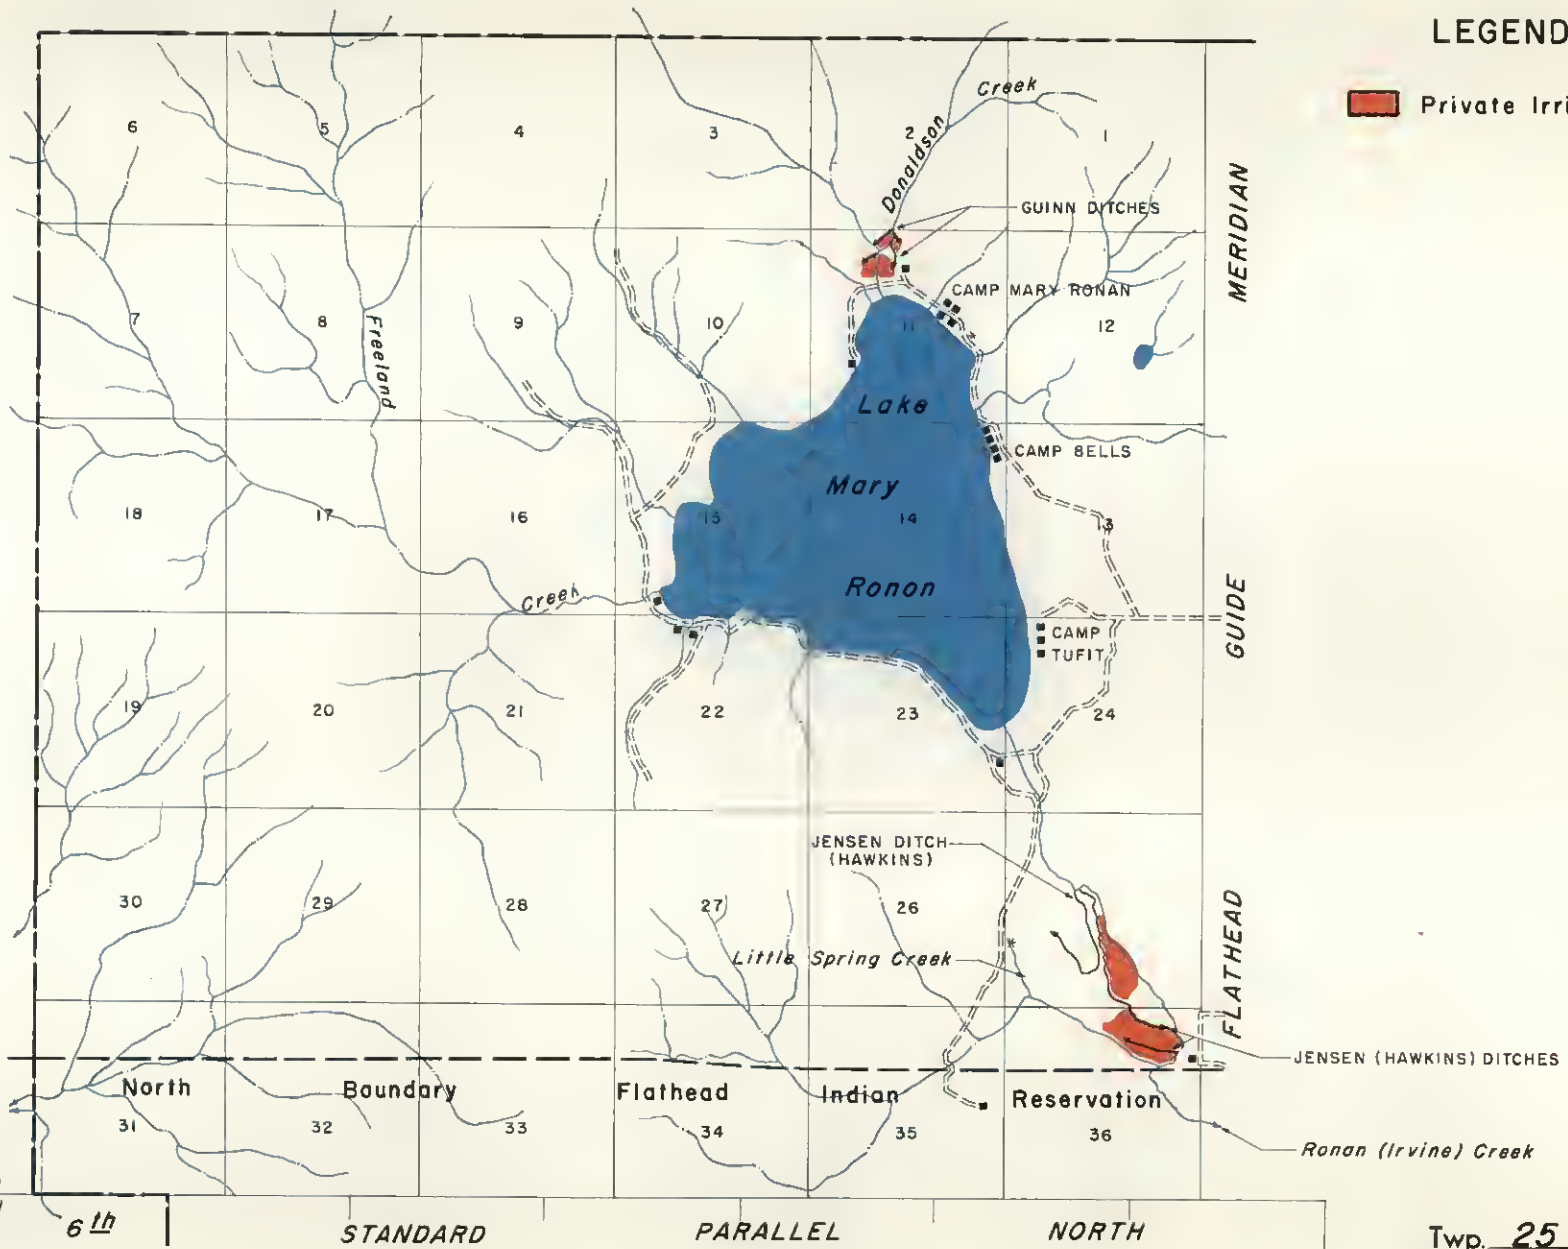 LEGEND
Private Irri
6
5
4
3
2
1
Creek
Donaldson
GUINN DITCHES
MERIDIAN
CAMP MARY RONAN
7
8
Freeland
9
10
11
12
Lake
CAMP BELLS
Mary
18
17
16
15
14
13
Creek
Ronon
GUIDE
CAMP
TUFIT
19
20
21
22
23
24
JENSEN DITCH
(HAWKINS)
30
29
28
27
26
Little Spring Creek
FLATHEAD
JENSEN (HAWKINS) DITCHES
North Boundary Flathead Indian Reservation
31
32
33
34
35
36
Ronan (Irvine) Creek
6th STANDARD PARALLEL NORTH
Twp. 25